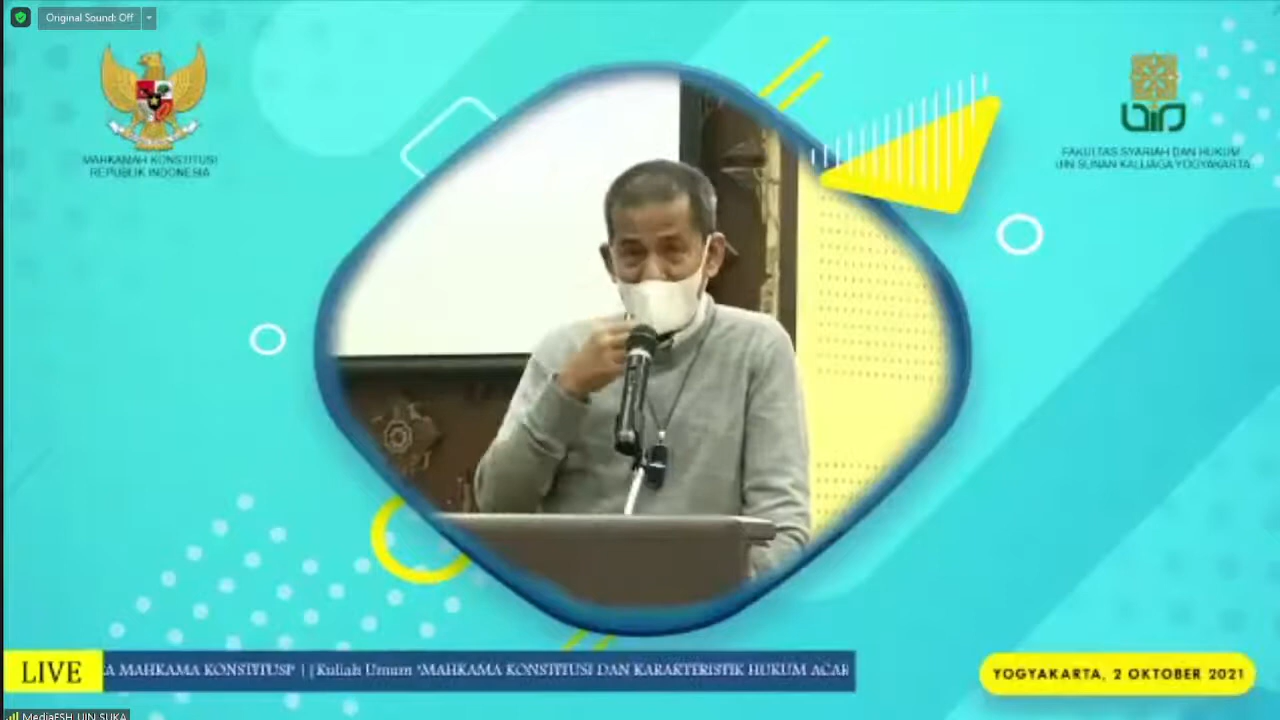 Original Sound: Off
MAHKAMAH KONSTITUSI
REPUBLIK INDONESIA
FAKULTAS SYARIAH DAN HUKUM
UIN SUNAN KALIJAGA YOGYAKARTA
LIVE
A MAHKAMA KONSTITUSI" || Kuliah Umum "MAHKAMA KONSTITUSI DAN KARAKTERISTIK HUKUM ACAR
YOGYAKARTA, 2 OKTOBER 2021
MediaFSH_UIN SUKA